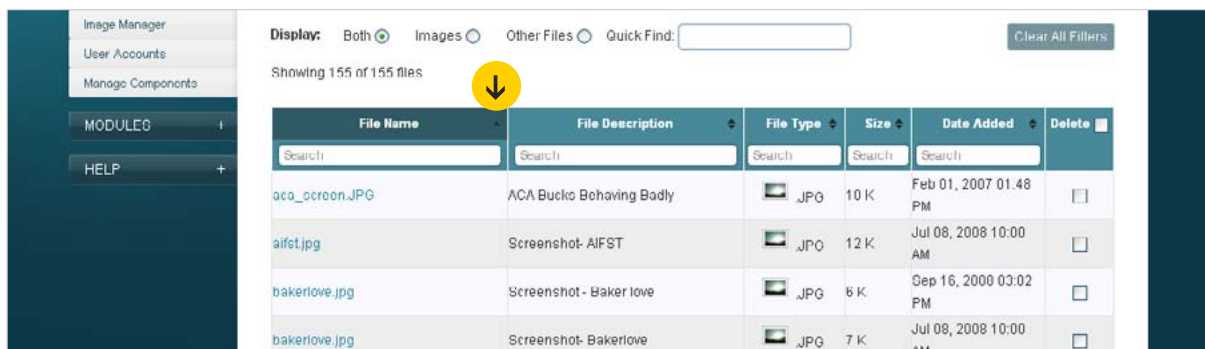 Image Manager
User Accounts
Manage Components
MODULES +
HELP +
Display: Both Images Other Files Quick Find: Clear All Filters
Showing 155 of 155 files
File Name File Description File Type Size Date Added Delete
Search Search Search Search Search
aca_screen.JPG ACA Bucks Behaving Badly .JPG 10 K Feb 01, 2007 01:48 PM
aifst.jpg Screenshot- AIFST .JPG 12 K Jul 08, 2008 10:00 AM
bakerlove.jpg Screenshot - Baker love .JPG 6 K Sep 16, 2008 03:02 PM
bakerlove.jpg Screenshot- Bakerlove .JPG 7 K Jul 08, 2008 10:00 AM